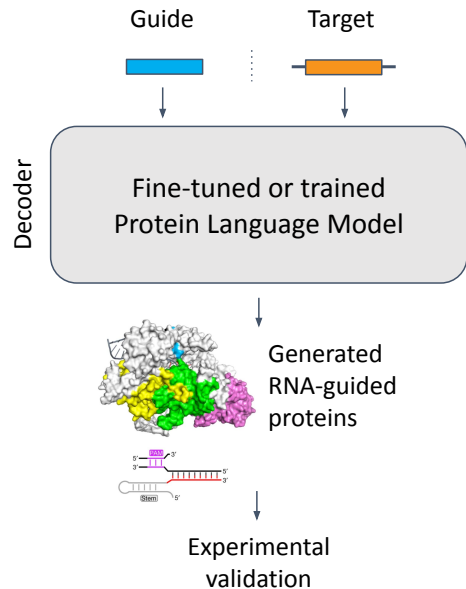 Guide
Target
Decoder
Fine-tuned or trained
Protein Language Model
Generated
RNA-guided
proteins
PAM
5′ 3′
3′ 5′
3′
Stem 5′
Experimental
validation